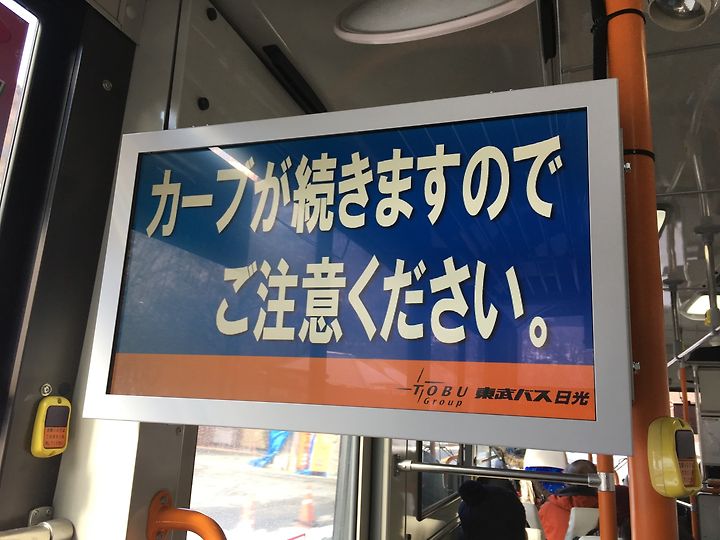 カーブが続きますので
ご注意ください。
TOBU
Group
東武バス日光